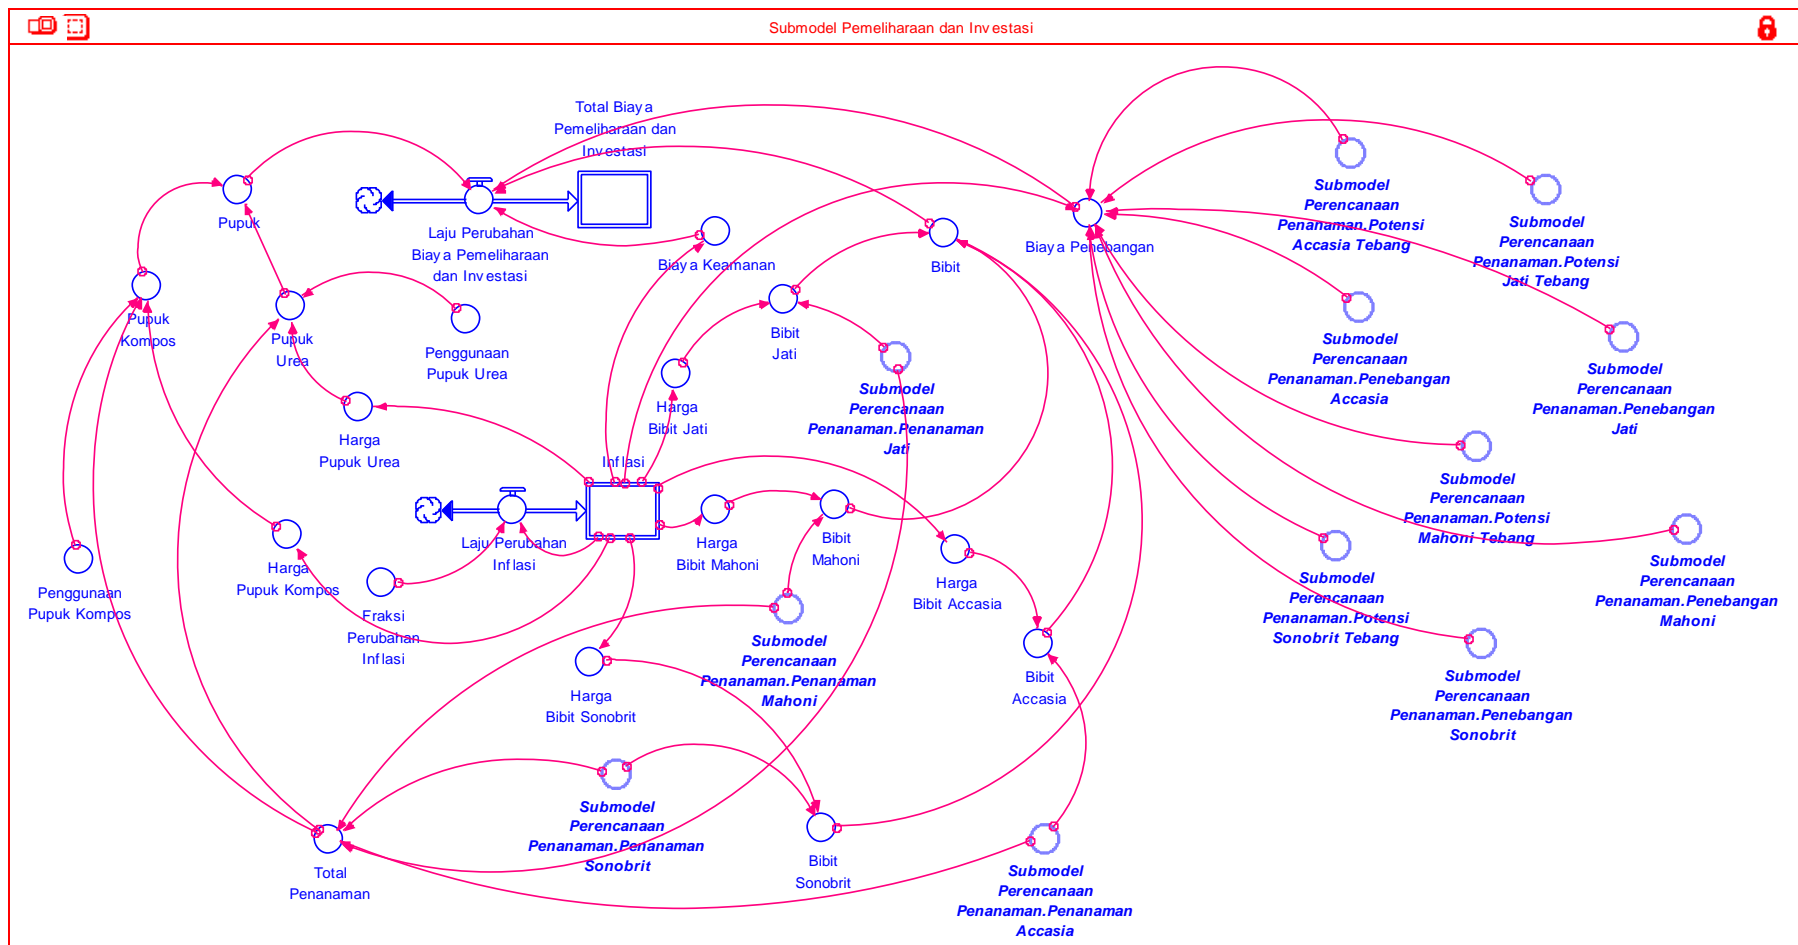 Submodel Pemeliharaan dan Investasi
Total Biaya
Pemeliharaan dan
Investasi
Pupuk
Laju Perubahan
Biaya Pemeliharaan
dan Investasi
Biaya Keamanan
Bibit
Biaya Penebangan
Submodel
Perencanaan
Penanaman.Potensi
Accasia Tebang
Submodel
Perencanaan
Penanaman.Potensi
Jati Tebang
Pupuk
Kompos
Pupuk
Urea
Penggunaan
Pupuk Urea
Bibit
Jati
Submodel
Perencanaan
Penanaman.Penebangan
Accasia
Submodel
Perencanaan
Penanaman.Penebangan
Jati
Harga
Pupuk Urea
Harga
Bibit Jati
Submodel
Perencanaan
Penanaman.Penanaman
Jati
Inflasi
Submodel
Perencanaan
Penanaman.Potensi
Mahoni Tebang
Laju Perubahan
Inflasi
Harga
Bibit Mahoni
Bibit
Mahoni
Harga
Bibit Accasia
Penggunaan
Pupuk Kompos
Harga
Pupuk Kompos
Fraksi
Perubahan
Inflasi
Submodel
Perencanaan
Penanaman.Potensi
Sonobrit Tebang
Submodel
Perencanaan
Penanaman.Penebangan
Mahoni
Harga
Bibit Sonobrit
Submodel
Perencanaan
Penanaman.Penanaman
Mahoni
Bibit
Accasia
Submodel
Perencanaan
Penanaman.Penebangan
Sonobrit
Submodel
Perencanaan
Penanaman.Penanaman
Sonobrit
Total
Penanaman
Bibit
Sonobrit
Submodel
Perencanaan
Penanaman.Penanaman
Accasia